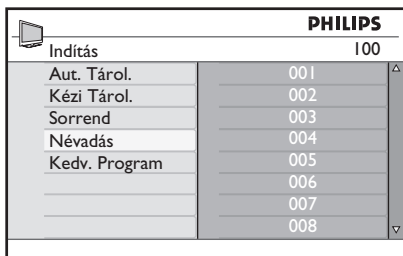 PHILIPS
Indítás 100
Aut. Tárol. 001
Kézi Tárol. 002
Sorrend 003
Névadás 004
Kedv. Program 005
006
007
008